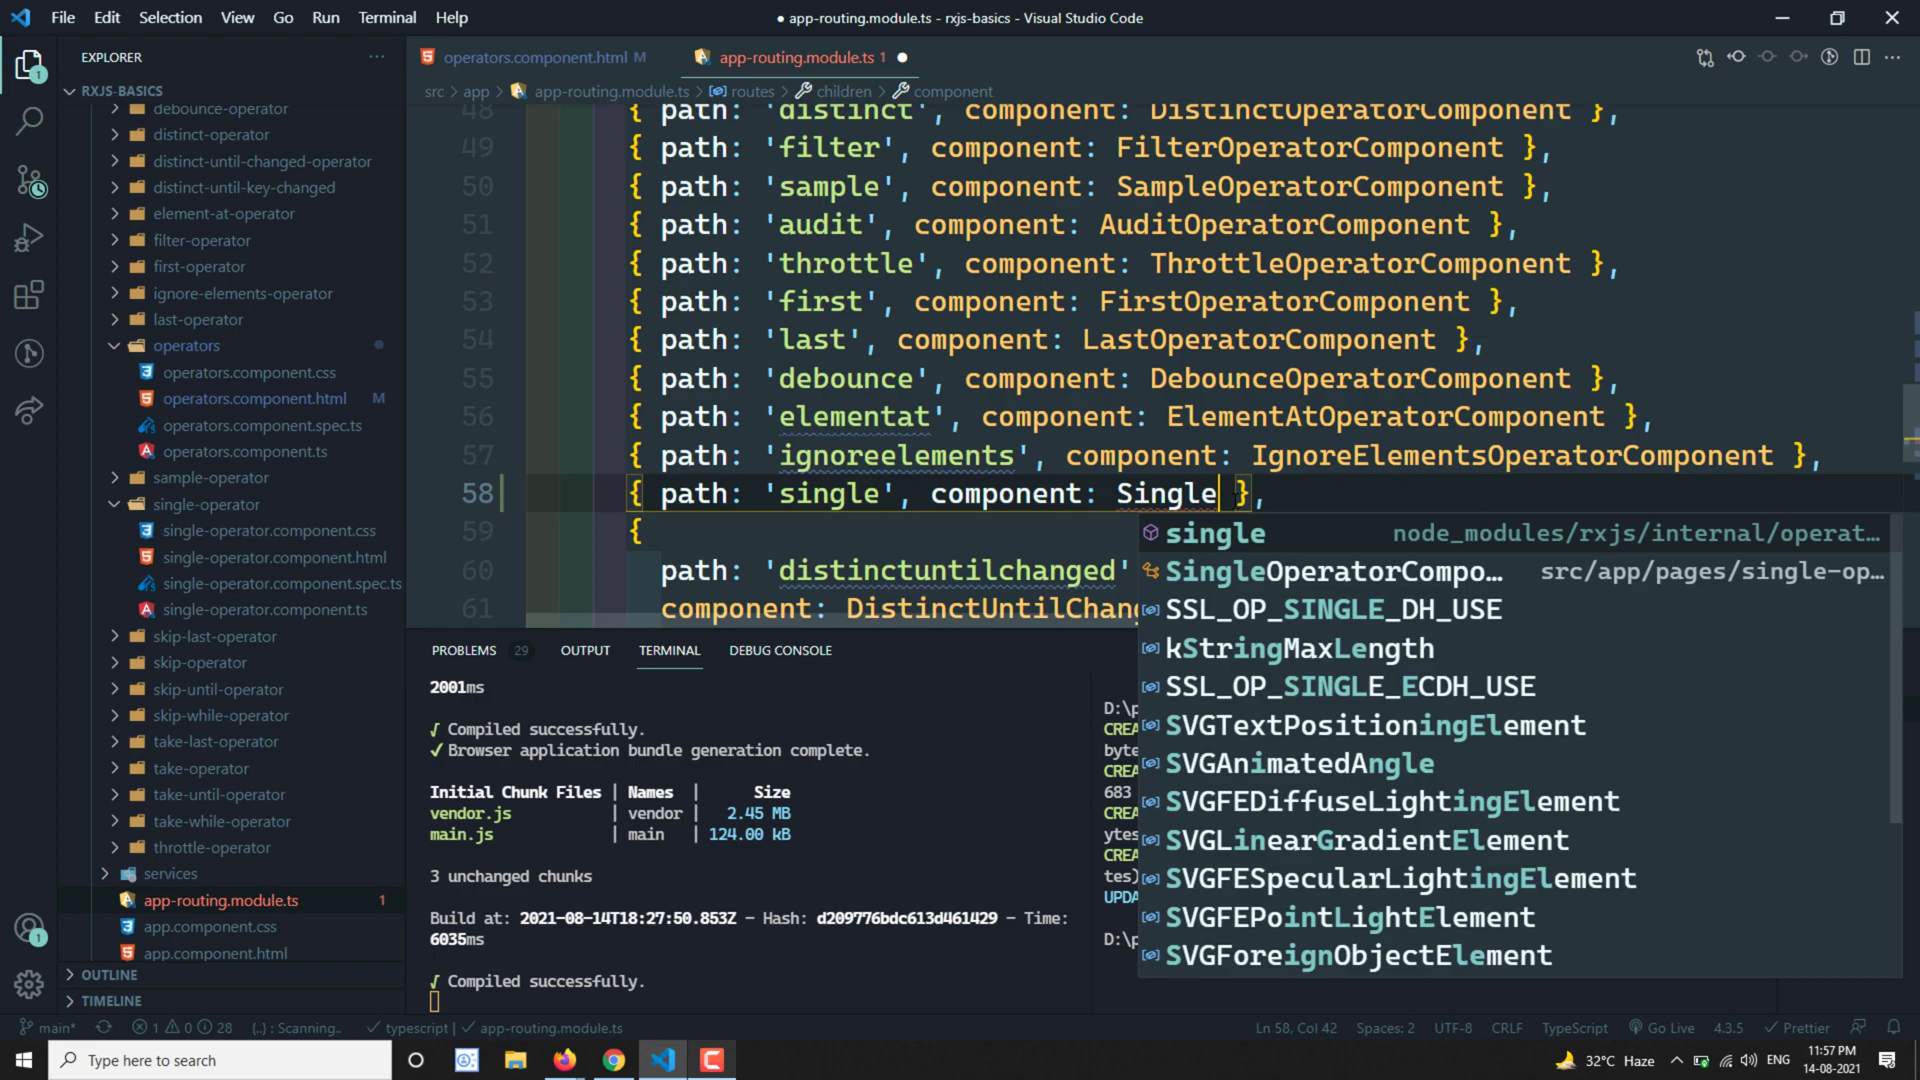 File Edit Selection View Go Run Terminal Help
● app-routing.module.ts - rxjs-basics - Visual Studio Code
EXPLORER
RXJS-BASICS
debounce-operator
distinct-operator
distinct-until-changed-operator
distinct-until-key-changed
element-at-operator
filter-operator
first-operator
ignore-elements-operator
last-operator
operators
operators.component.css
operators.component.html M
operators.component.spec.ts
operators.component.ts
sample-operator
single-operator
single-operator.component.css
single-operator.component.html
single-operator.component.spec.ts
single-operator.component.ts
skip-last-operator
skip-operator
skip-until-operator
skip-while-operator
take-last-operator
take-operator
take-until-operator
take-while-operator
throttle-operator
services
app-routing.module.ts 1
app.component.css
app.component.html
OUTLINE
TIMELINE
operators.component.html M
app-routing.module.ts 1 ●
src > app > app-routing.module.ts > routes > children > component
48 { path: 'distinct', component: DistinctOperatorComponent },
49 { path: 'filter', component: FilterOperatorComponent },
50 { path: 'sample', component: SampleOperatorComponent },
51 { path: 'audit', component: AuditOperatorComponent },
52 { path: 'throttle', component: ThrottleOperatorComponent },
53 { path: 'first', component: FirstOperatorComponent },
54 { path: 'last', component: LastOperatorComponent },
55 { path: 'debounce', component: DebounceOperatorComponent },
56 { path: 'elementat', component: ElementAtOperatorComponent },
57 { path: 'ignoreelements', component: IgnoreElementsOperatorComponent },
58 { path: 'single', component: Single },
59 {
60 path: 'distinctuntilchanged'
61 component: DistinctUntilChang
single node_modules/rxjs/internal/operat…
SingleOperatorCompo… src/app/pages/single-op…
SSL_OP_SINGLE_DH_USE
kStringMaxLength
SSL_OP_SINGLE_ECDH_USE
SVGTextPositioningElement
SVGAnimatedAngle
SVGFEDiffuseLightingElement
SVGLinearGradientElement
SVGFESpecularLightingElement
SVGFEPointLightElement
SVGForeignObjectElement
PROBLEMS 29 OUTPUT TERMINAL DEBUG CONSOLE
2001ms
√ Compiled successfully.
✓ Browser application bundle generation complete.
Initial Chunk Files | Names | Size
vendor.js | vendor | 2.45 MB
main.js | main | 124.00 kB
3 unchanged chunks
Build at: 2021-08-14T18:27:50.853Z - Hash: d209776bdc613d461429 - Time:
6035ms
√ Compiled successfully.
D:\p
CREA
byte
CREA
683
CREA
ytes
CREA
tes)
UPDA
D:\p
main* 1 0 28 {..} : Scanning.. ✓ typescript | ✓ app-routing.module.ts
Ln 58, Col 42 Spaces: 2 UTF-8 CRLF TypeScript Go Live 4.3.5 ✓ Prettier
Type here to search
32°C Haze ENG 11:57 PM
14-08-2021